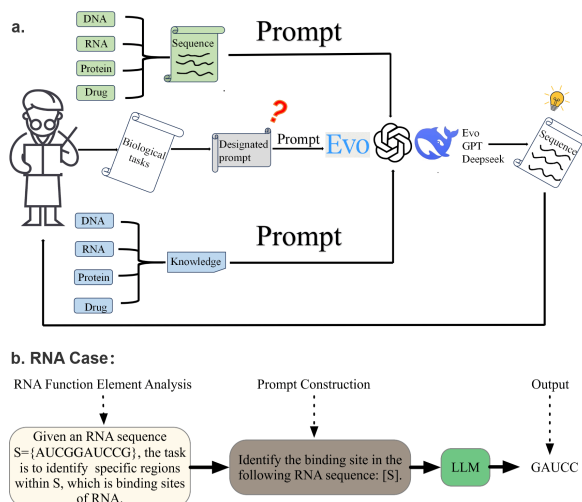 a.
DNA
RNA
Protein
Drug
Sequence
Prompt
Biological
tasks
Designated
prompt
?
Prompt
Evo
Evo
GPT
Deepseek
Sequence
DNA
RNA
Protein
Drug
Knowledge
Prompt
b. RNA Case:
RNA Function Element Analysis
Prompt Construction
Output
Given an RNA sequence
S={AUCGGAUCCG}, the task
is to identify specific regions
within S, which is binding sites
of RNA.
Identify the binding site in the
following RNA sequence: [S].
LLM
GAUCC